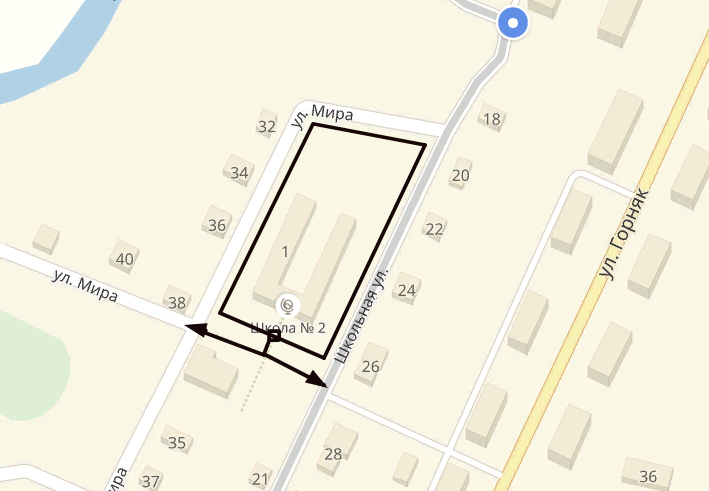 ул. Мира
32
18
34
20
36
22
ул. Горняк
1
40
24
ул. Мира
38
Школа № 2
Школьная ул.
26
35
28
37
21
36
ира